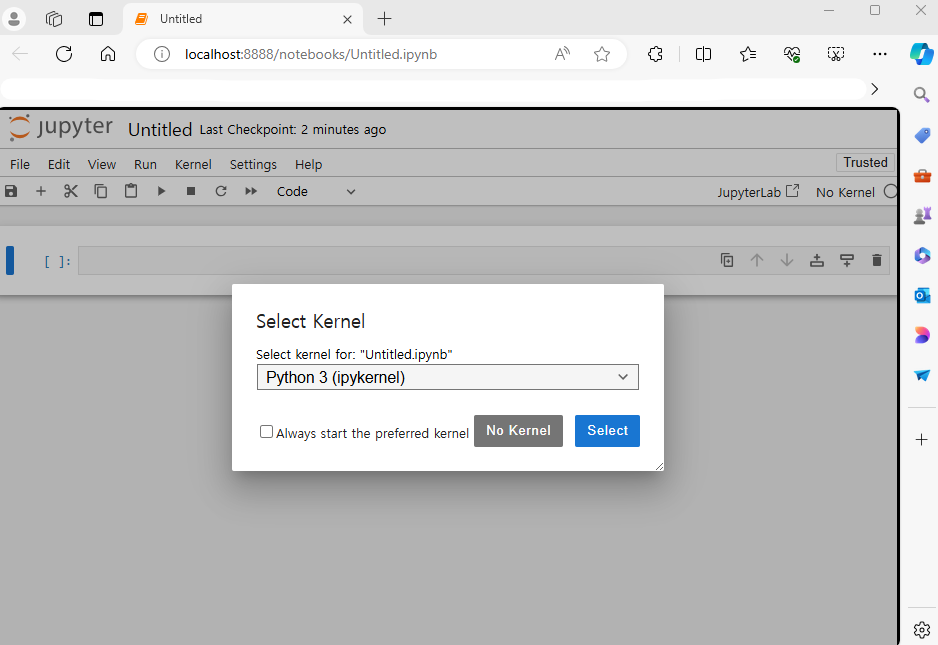 Untitled
localhost:8888/notebooks/Untitled.ipynb
jupyter Untitled Last Checkpoint: 2 minutes ago
File Edit View Run Kernel Settings Help Trusted
Code JupyterLab No Kernel
[ ]:
Select Kernel
Select kernel for: "Untitled.ipynb"
Python 3 (ipykernel)
Always start the preferred kernel No Kernel Select